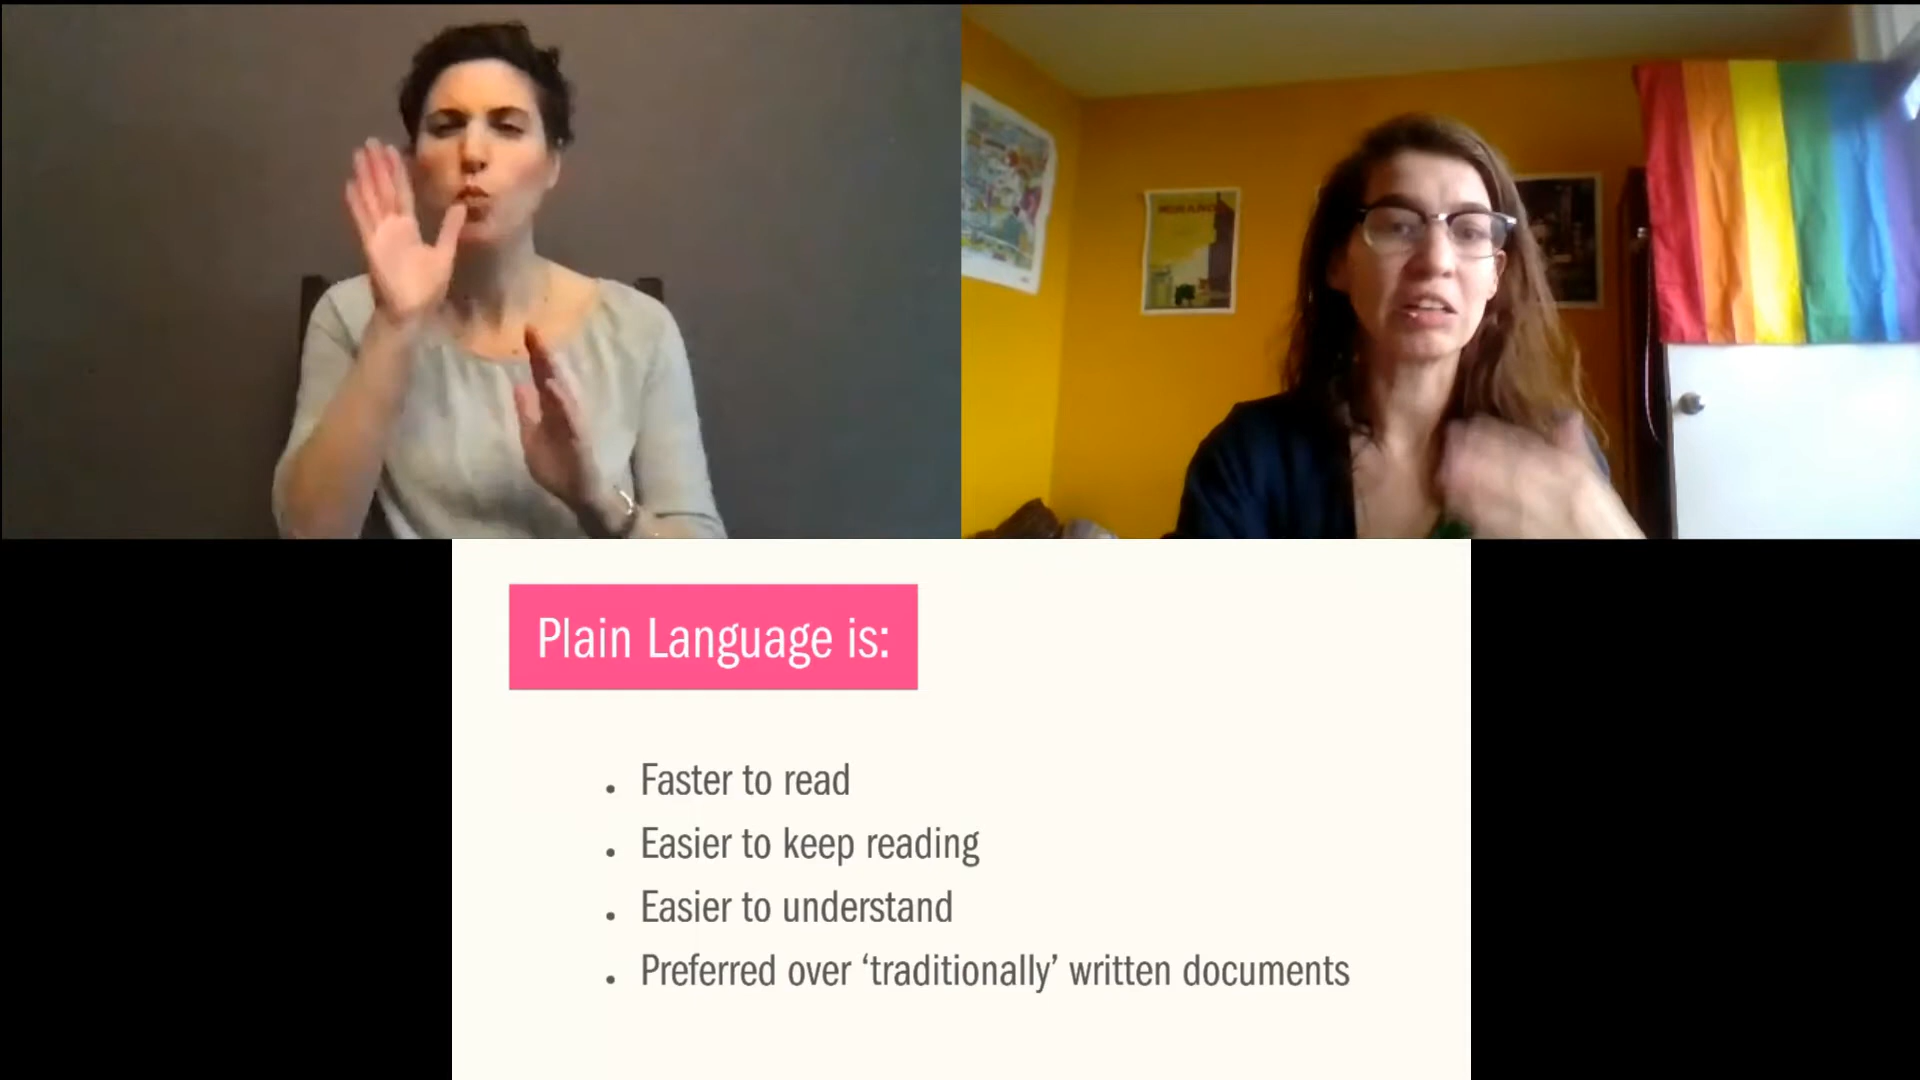 Plain Language is:
. Faster to read
. Easier to keep reading
. Easier to understand
. Preferred over ‘traditionally’ written documents